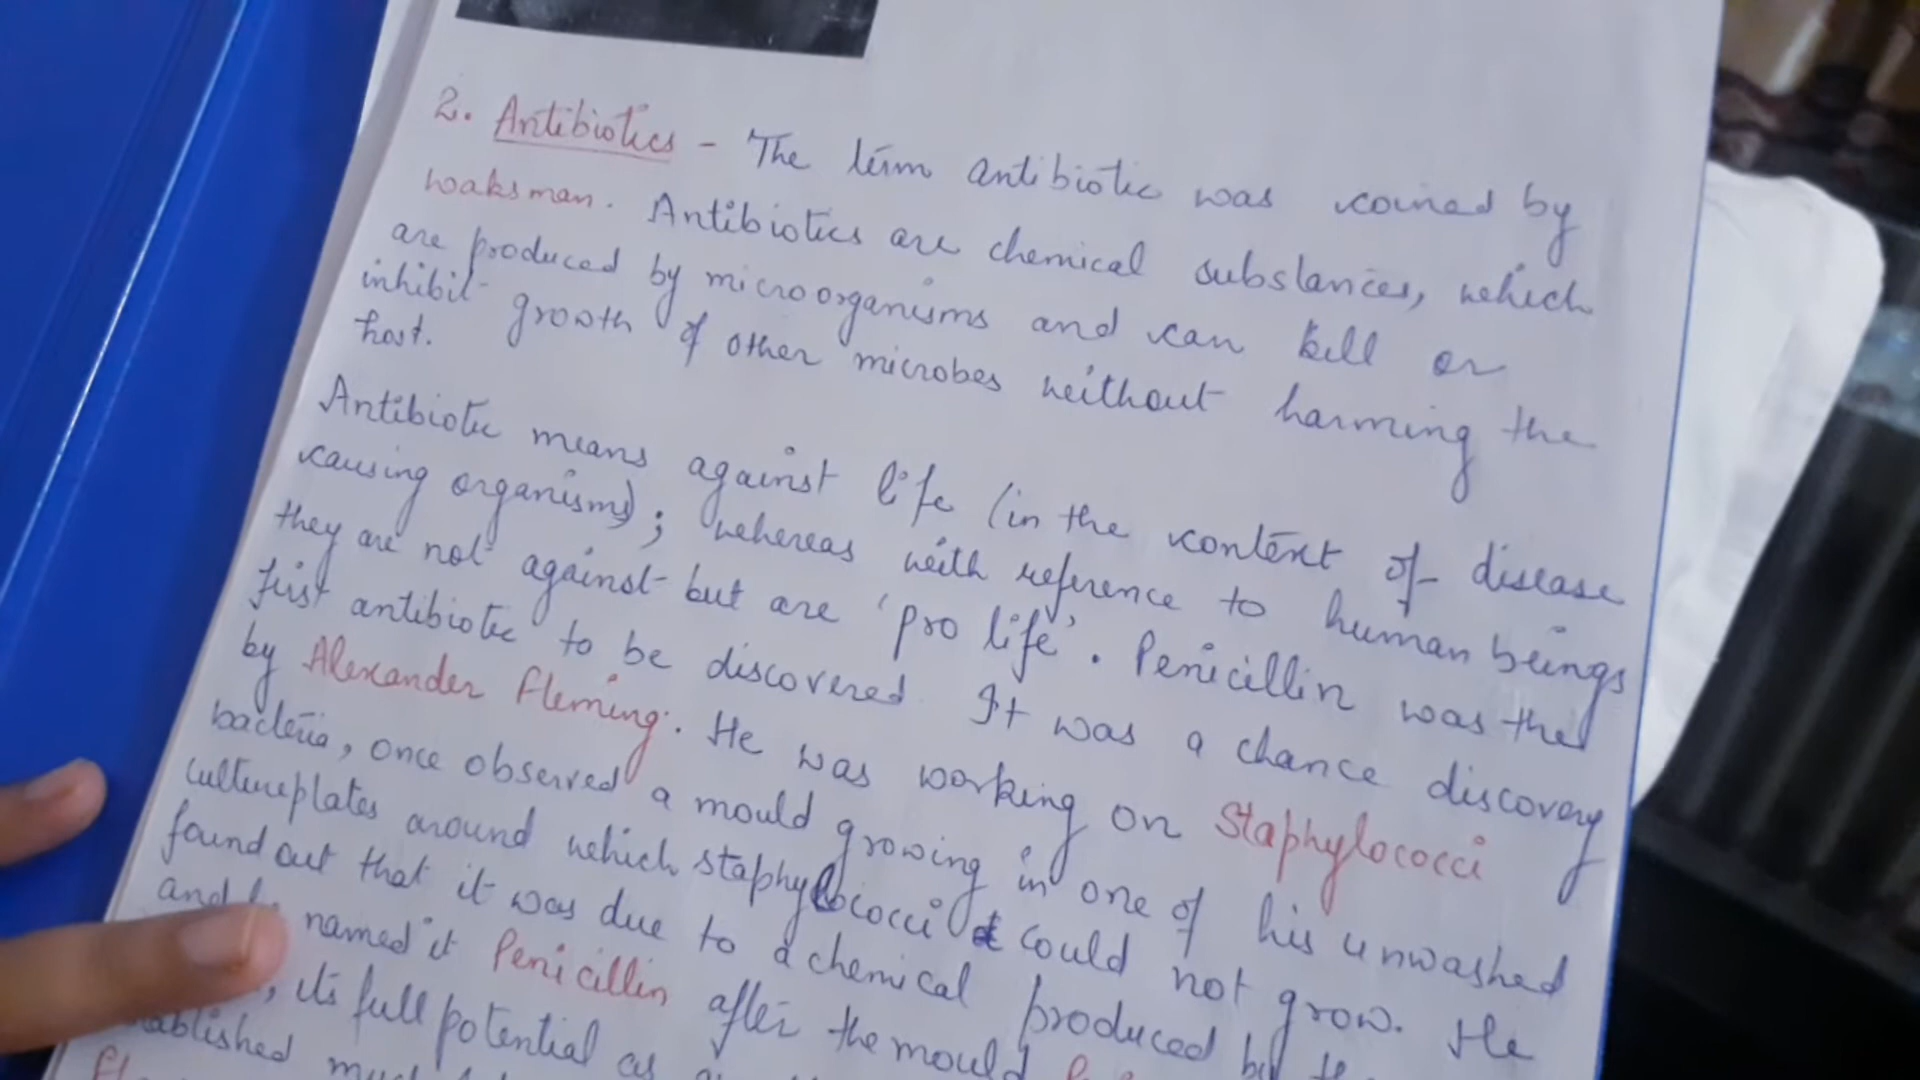 2. Antibiotics - The term antibiotic was coined by
Waksman. Antibiotics are chemical substances, which
are produced by microorganisms and can kill or
inhibit growth of other microbes without harming the
host.
Antibiotic means against life (in the context of disease
causing organisms); whereas with reference to human beings
they are not against but are 'pro life'. Penicillin was the
first antibiotic to be discovered It was a chance discovery
by Alexander Fleming. He was working on Staphylococci
bacteria, once observed a mould growing in one of his unwashed
cultureplates around which staphylococci could not grow. He
found out that it was due to a chemical produced by the
and named it Penicillin after the mould
, its full potential as